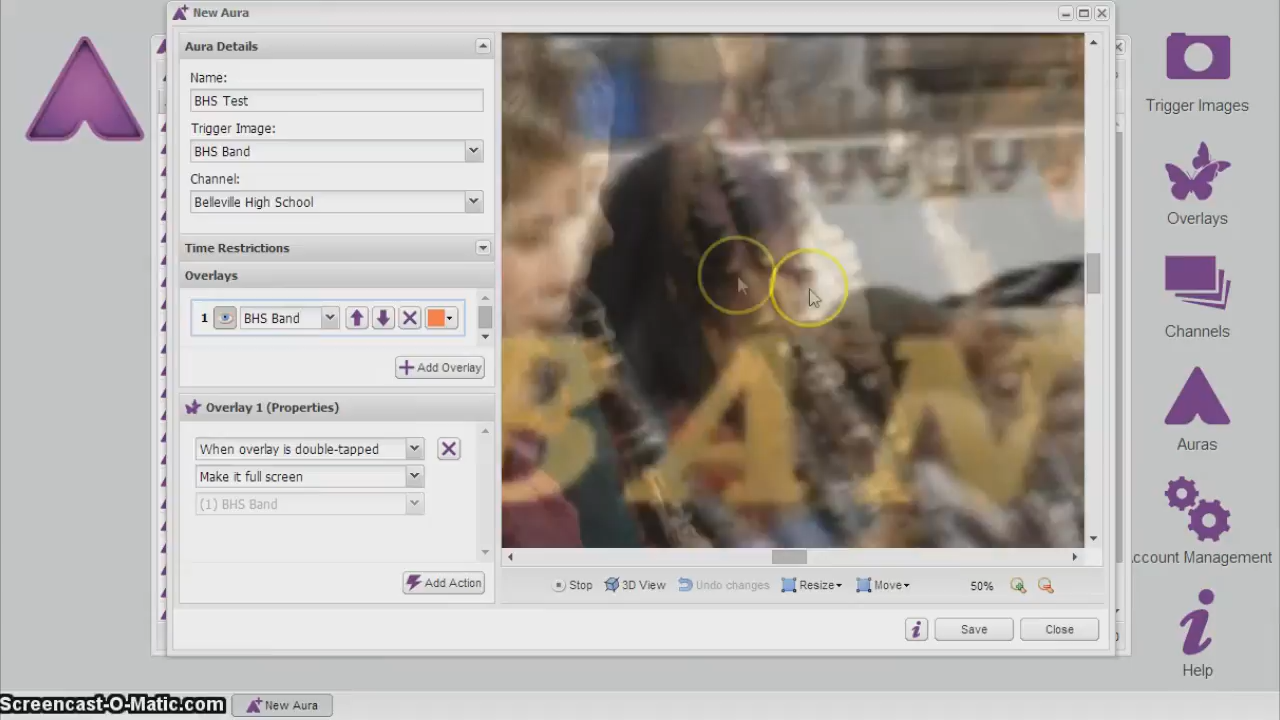 New Aura
Aura Details
Name:
BHS Test
Trigger Image:
BHS Band
Channel:
Belleville High School
Time Restrictions
Overlays
1 BHS Band
Add Overlay
Overlay 1 (Properties)
When overlay is double-tapped
Make it full screen
(1) BHS Band
Add Action
BAN
Stop 3D View Undo changes Resize Move 50%
Save Close
Trigger Images
Overlays
Channels
Auras
ccount Management
Help
Screencast-O-Matic.com
New Aura